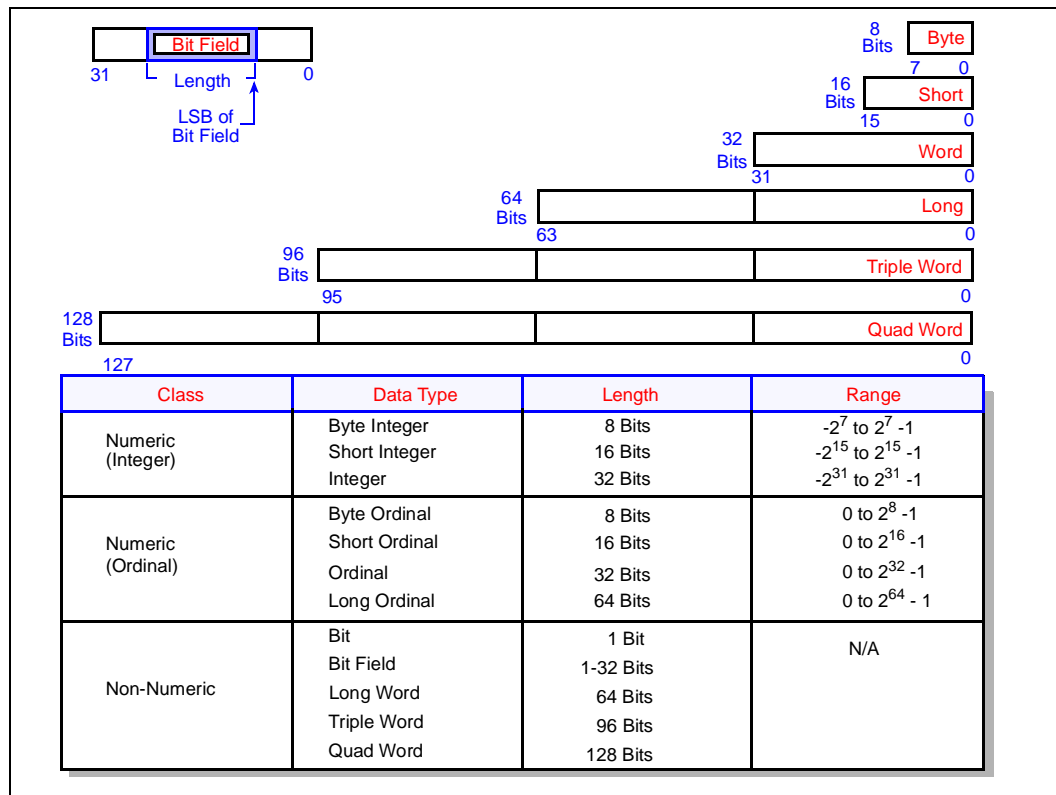 Bit Field
31 0
Length
LSB of
Bit Field
8
Bits
Byte
7 0
16
Bits
Short
15 0
32
Bits
Word
31 0
64
Bits
Long
63 0
96
Bits
Triple Word
95 0
128
Bits
Quad Word
127 0
Class Data Type Length Range
Numeric
(Integer)
Byte Integer 8 Bits -2^7 to 2^7 -1
Short Integer 16 Bits -2^15 to 2^15 -1
Integer 32 Bits -2^31 to 2^31 -1
Numeric
(Ordinal)
Byte Ordinal 8 Bits 0 to 2^8 -1
Short Ordinal 16 Bits 0 to 2^16 -1
Ordinal 32 Bits 0 to 2^32 -1
Long Ordinal 64 Bits 0 to 2^64 - 1
Non-Numeric
Bit 1 Bit N/A
Bit Field 1-32 Bits
Long Word 64 Bits
Triple Word 96 Bits
Quad Word 128 Bits